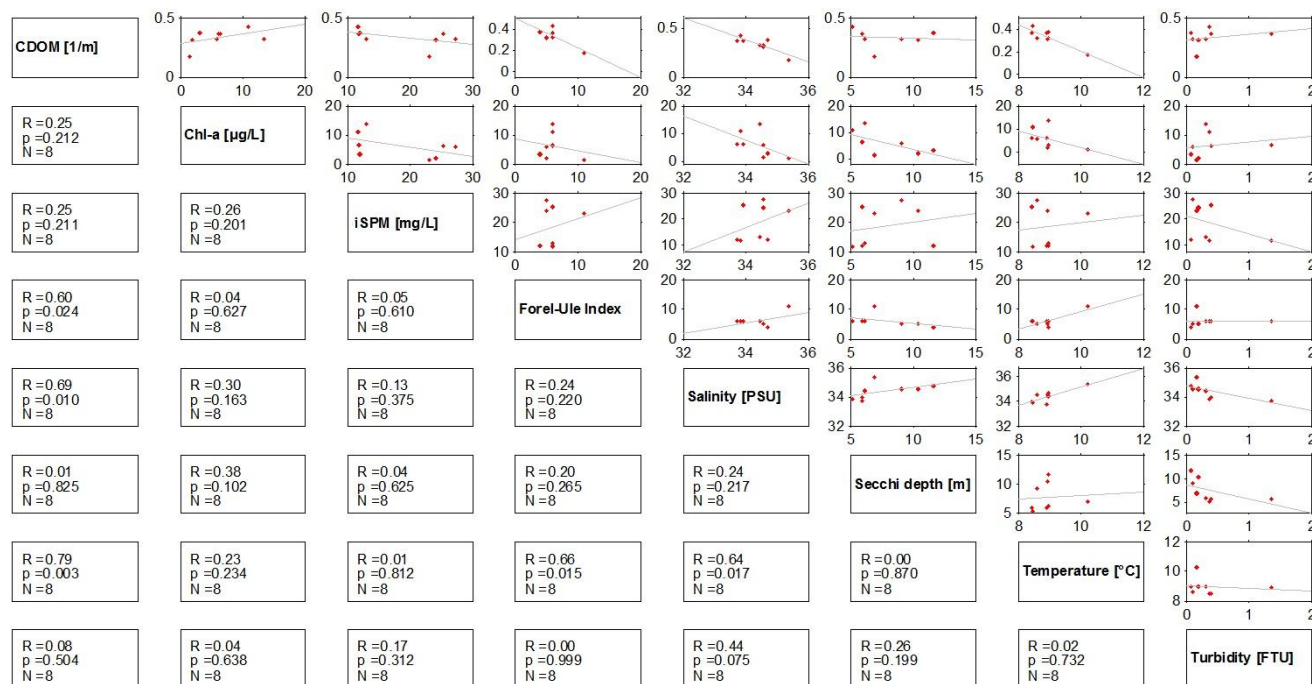 0.5 0.5 0.4 0.5 0.5 0.4 0.5
CDOM [1/m] 0.2 0.2
0 0 0 0 0 0 0
0 10 20 10 20 30 0 10 20 32 34 36 5 10 15 8 10 12 0 1 2
R =0.25
p =0.212
N =8
Chl-a [µg/L]
20 20 20 20 20 20
10 10 10 10 10 10
0 0 0 0 0 0
10 20 30 0 10 20 32 34 36 5 10 15 8 10 12 0 1 2
R =0.25
p =0.211
N =8
R =0.26
p =0.201
N =8
iSPM [mg/L]
30 30 30 30 30
20 20 20 20 20
10 10 10 10 10
0 10 20 32 34 36 5 10 15 8 10 12 0 1 2
R =0.60
p =0.024
N =8
R =0.04
p =0.627
N =8
R =0.05
p =0.610
N =8
Forel-Ule Index
20 20 20 20
10 10 10 10
0 0 0 0
32 34 36 5 10 15 8 10 12 0 1 2
R =0.69
p =0.010
N =8
R =0.30
p =0.163
N =8
R =0.13
p =0.375
N =8
R =0.24
p =0.220
N =8
Salinity [PSU]
36 36 36
34 34 34
32 32 32
5 10 15 8 10 12 0 1 2
R =0.01
p =0.825
N =8
R =0.38
p =0.102
N =8
R =0.04
p =0.625
N =8
R =0.20
p =0.265
N =8
R =0.24
p =0.217
N =8
Secchi depth [m]
15 15
10 10
5 5
8 10 12 0 1 2
R =0.79
p =0.003
N =8
R =0.23
p =0.234
N =8
R =0.01
p =0.812
N =8
R =0.66
p =0.015
N =8
R =0.64
p =0.017
N =8
R =0.00
p =0.870
N =8
Temperature [°C]
12
10
8
0 1 2
R =0.08
p =0.504
N =8
R =0.04
p =0.638
N =8
R =0.17
p =0.312
N =8
R =0.00
p =0.999
N =8
R =0.44
p =0.075
N =8
R =0.26
p =0.199
N =8
R =0.02
p =0.732
N =8
Turbidity [FTU]